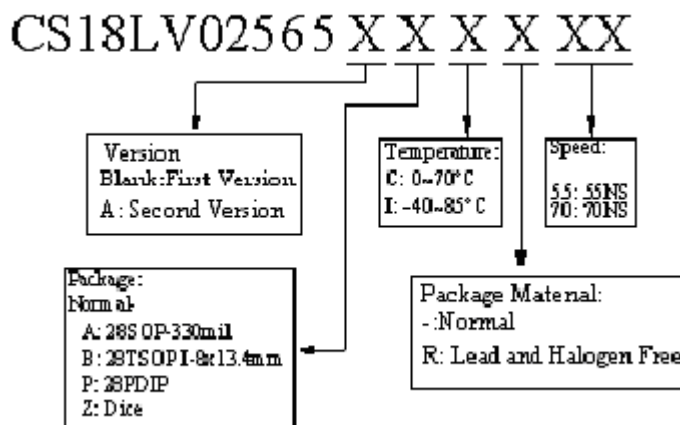 CS18LV02565 X X X X XX
Version
Blank:First Version
A: Second Version
Temperature:
C: 0~70°C
I: -40~85°C
Speed:
55: 55NS
70: 70NS
Package:
Normal
A: 28SOP-330mil
B: 28TSOPI-8x13.4mm
P: 28PDIP
Z: Dice
Package Material:
-:Normal
R: Lead and Halogen Free